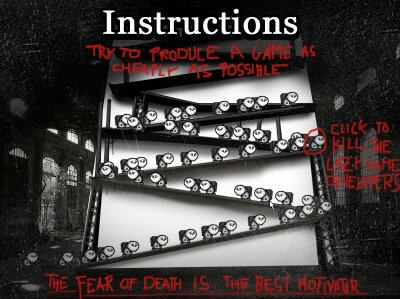 Instructions
TRY TO PRODUCE A GAME AS
CHEAPLY AS POSSIBLE
CLICK TO
KILL THE
LAZY GAME
DEVELOPERS
THE FEAR OF DEATH IS THE BEST MOTIVATOR